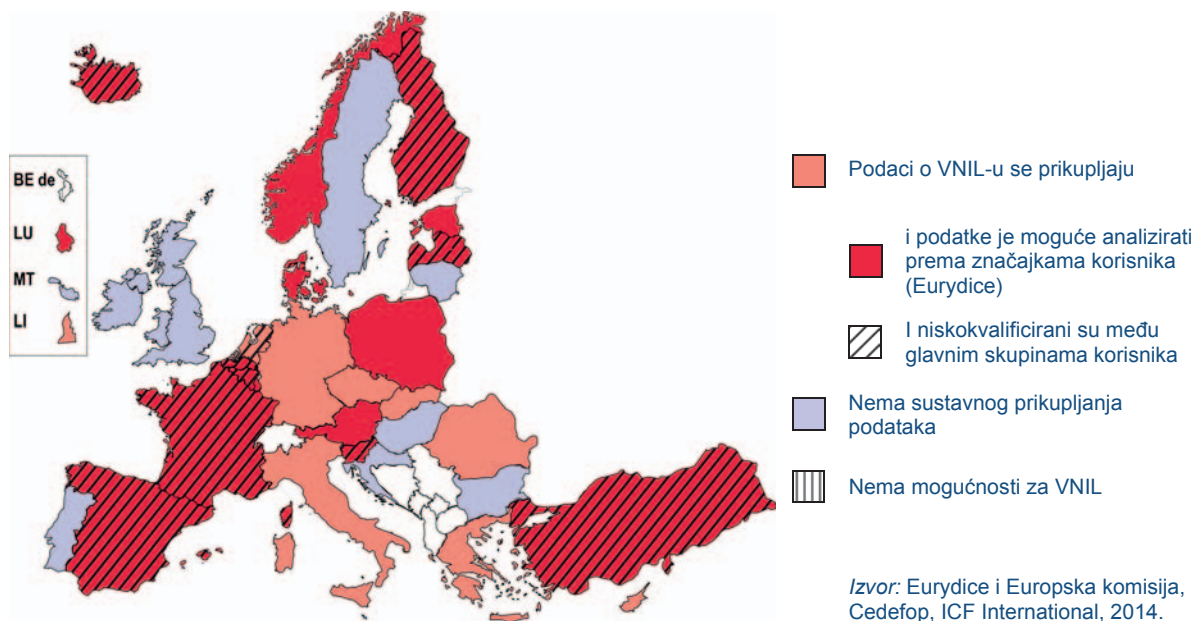 BE de
LU
MT
LI
Podaci o VNIL-u se prikupljaju
i podatke je moguće analizirati
prema značajkama korisnika
(Eurydice)
I niskokvalificirani su među
glavnim skupinama korisnika
Nema sustavnog prikupljanja
podataka
Nema mogućnosti za VNIL
Izvor: Eurydice i Europska komisija,
Cedefop, ICF International, 2014.